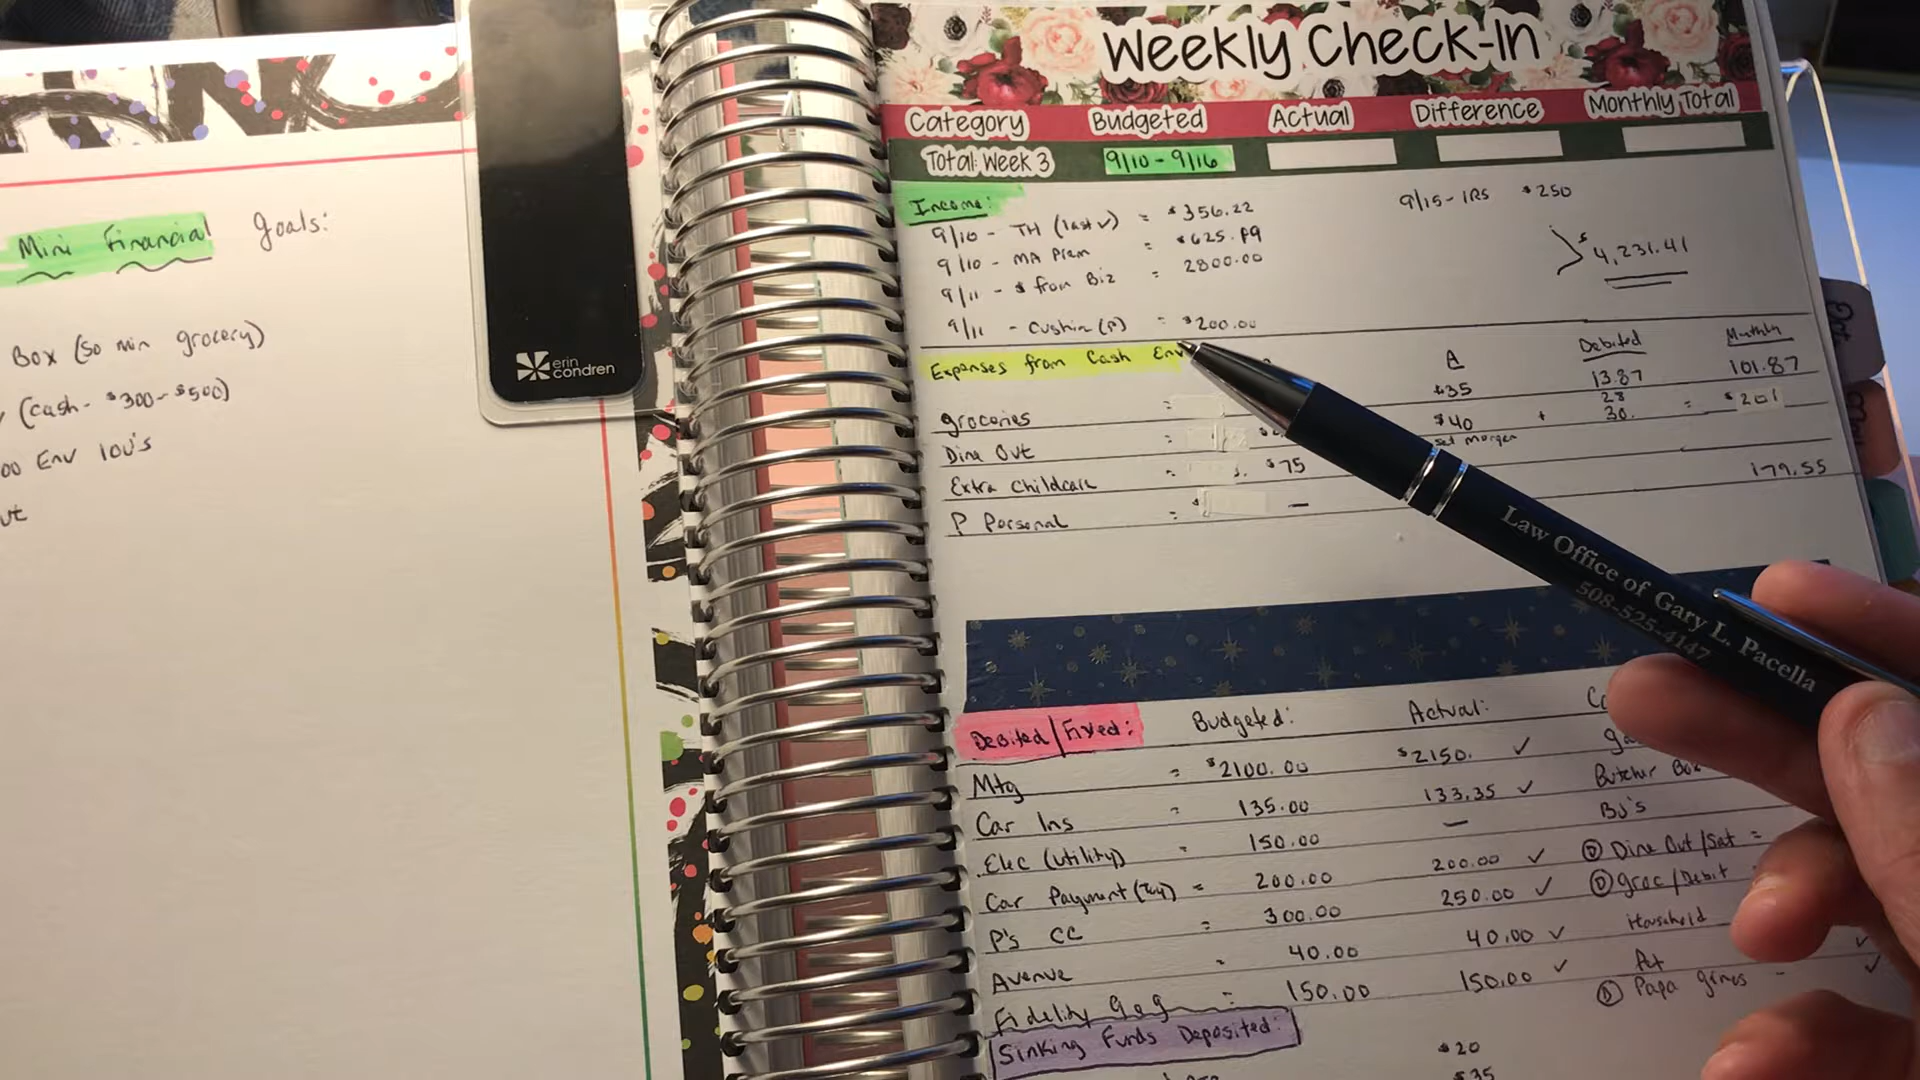 Mini Financial Goals:
Box (50 min grocery)
(cash - $300-$500)
00 Env IOU's
ut
erin
condren
Weekly Check-In
Category Budgeted Actual Difference Monthly Total
Total: Week 3 9/10 - 9/16
Income:
9/10 - TH (last ✓) = $356.22
9/10 - MA Prem = $625.19
9/11 - $ from Biz = 2800.00
9/11 - Cushin (P) = $200.00
9/15 - IRS $250
$4,231.41
Expenses from Cash Env A Debited Monthly
groceries = $35 13.87 101.87
Dine Out = $40 + 28 30. = $201
Extra Childcare = $75
P Personal = $ — 179.55
Law Office of Gary L. Pacella
508-525-4147
Debited/Fixed: Budgeted: Actual:
Mtg = $2100.00 $2150. ✓
Car Ins = 135.00 133.35 ✓
Elec (utility) = 150.00 —
Car Payment = 200.00 200.00 ✓
P's CC = 300.00 250.00 ✓
Avenue = 40.00 40.00 ✓
Fidelity = 150.00 150.00 ✓
Butcher Box
BJ's
D Dine Out/Sat =
D groc/Debit =
Household
Pet
D Papa ginos -
Sinking Funds Deposited:
$20
$35